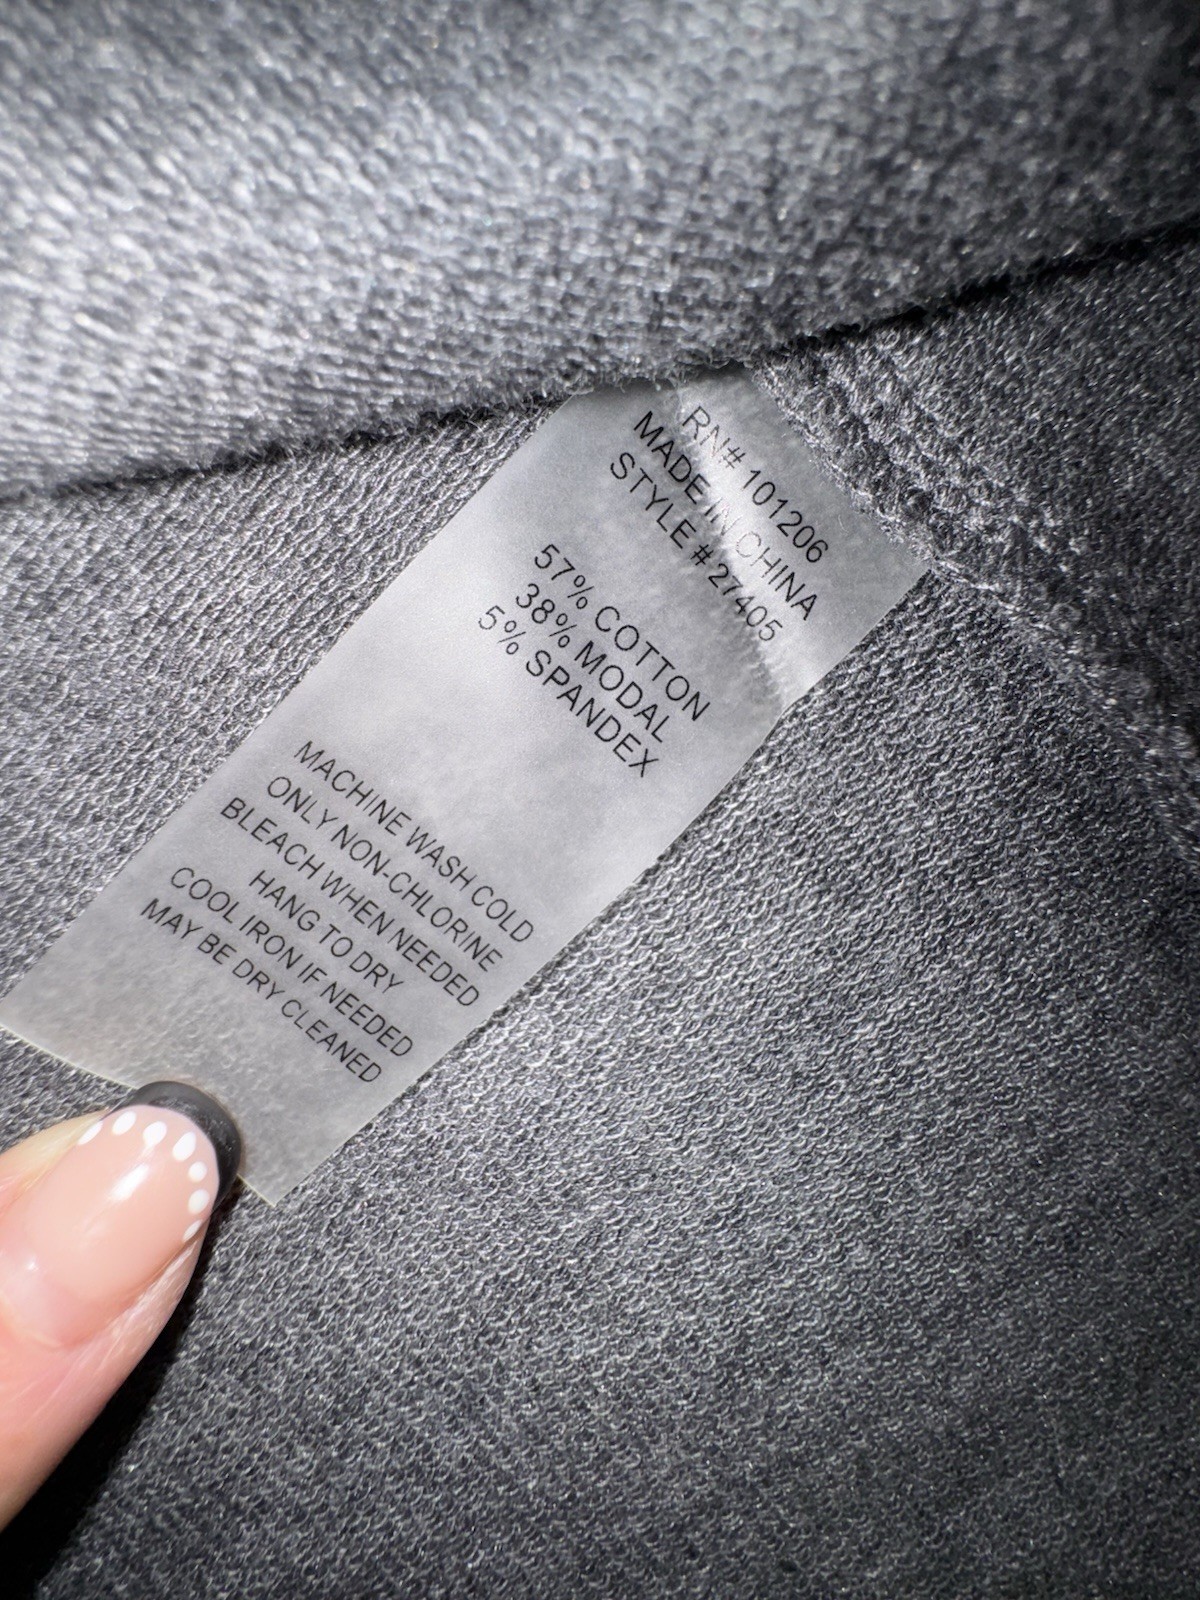 RN# 101206
MADE IN CHINA
STYLE #27405
57% COTTON
38% MODAL
5% SPANDEX
MACHINE WASH COLD
ONLY NON-CHLORINE
BLEACH WHEN NEEDED
HANG TO DRY
COOL IRON IF NEEDED
MAY BE DRY CLEANED